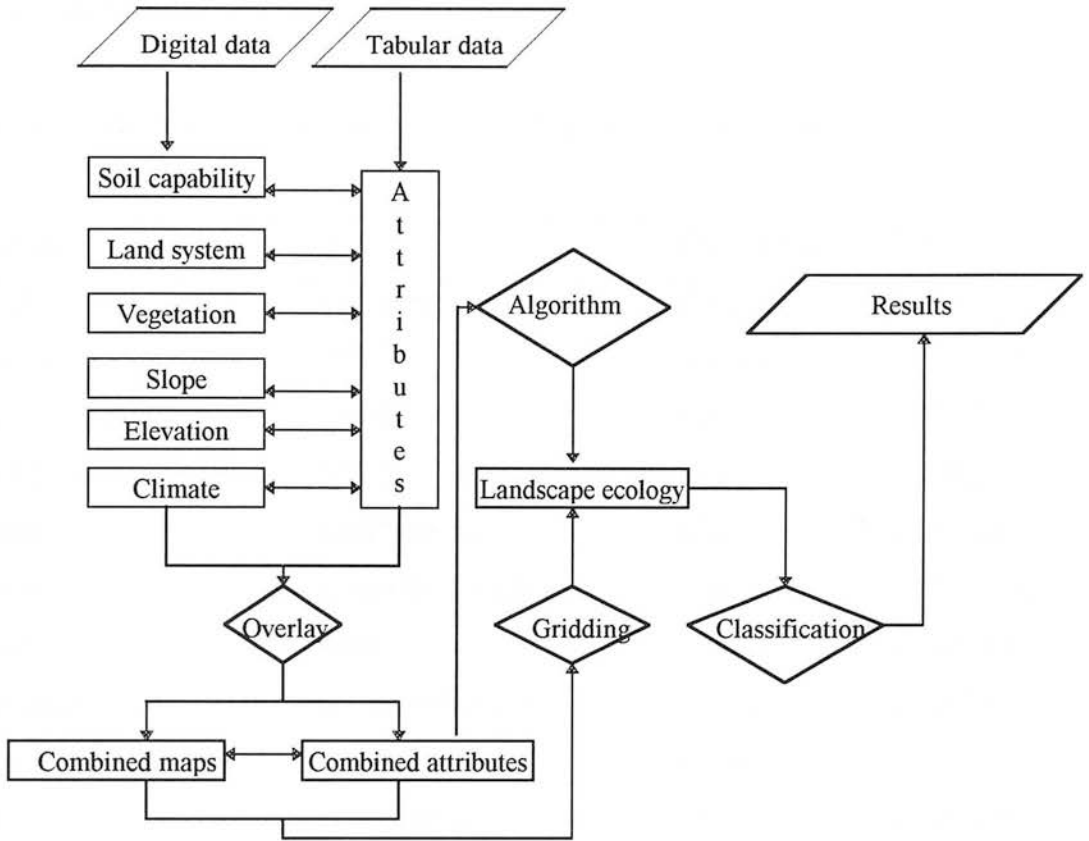 Digital data
Tabular data
Soil capability
Land system
Vegetation
Slope
Elevation
Climate
Attributes
Algorithm
Results
Landscape ecology
Overlay
Gridding
Classification
Combined maps
Combined attributes